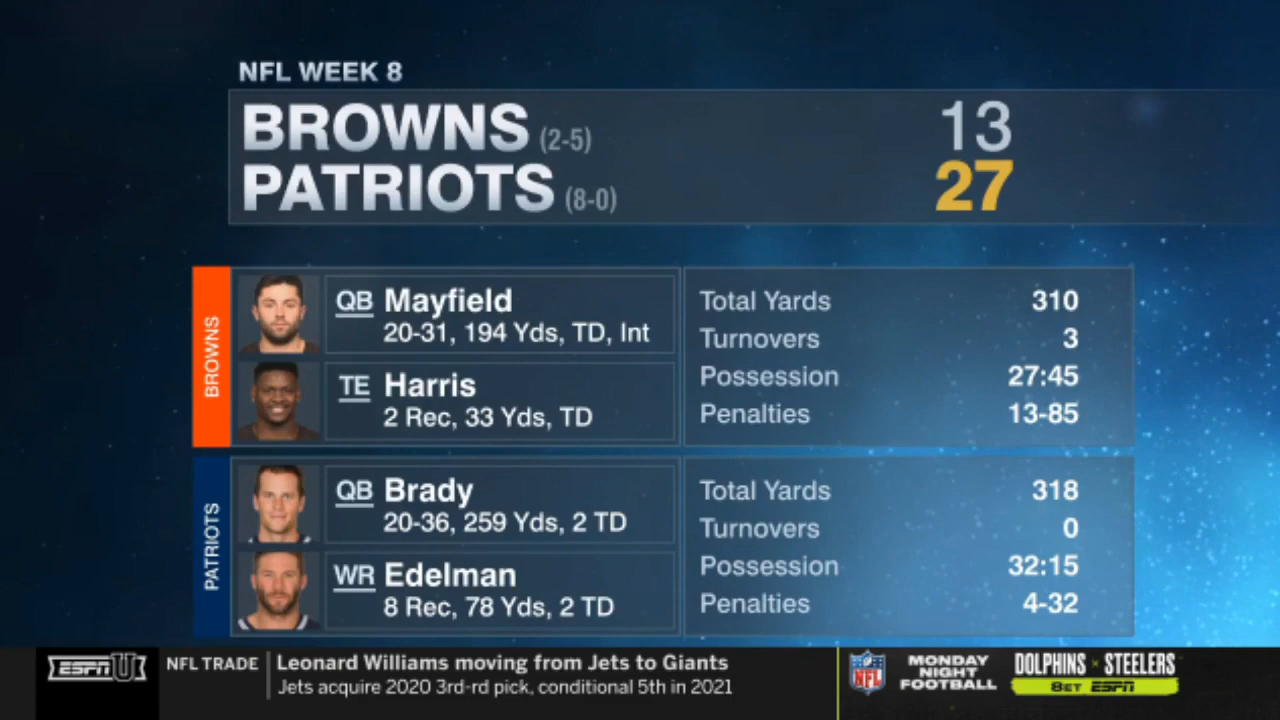 NFL WEEK 8
BROWNS (2-5) 13
PATRIOTS (8-0) 27
BROWNS
QB Mayfield
20-31, 194 Yds, TD, Int
TE Harris
2 Rec, 33 Yds, TD
Total Yards 310
Turnovers 3
Possession 27:45
Penalties 13-85
PATRIOTS
QB Brady
20-36, 259 Yds, 2 TD
WR Edelman
8 Rec, 78 Yds, 2 TD
Total Yards 318
Turnovers 0
Possession 32:15
Penalties 4-32
ESPNU
NFL TRADE
Leonard Williams moving from Jets to Giants
Jets acquire 2020 3rd-rd pick, conditional 5th in 2021
NFL
MONDAY
NIGHT
FOOTBALL
DOLPHINS × STEELERS
8ET ESPN